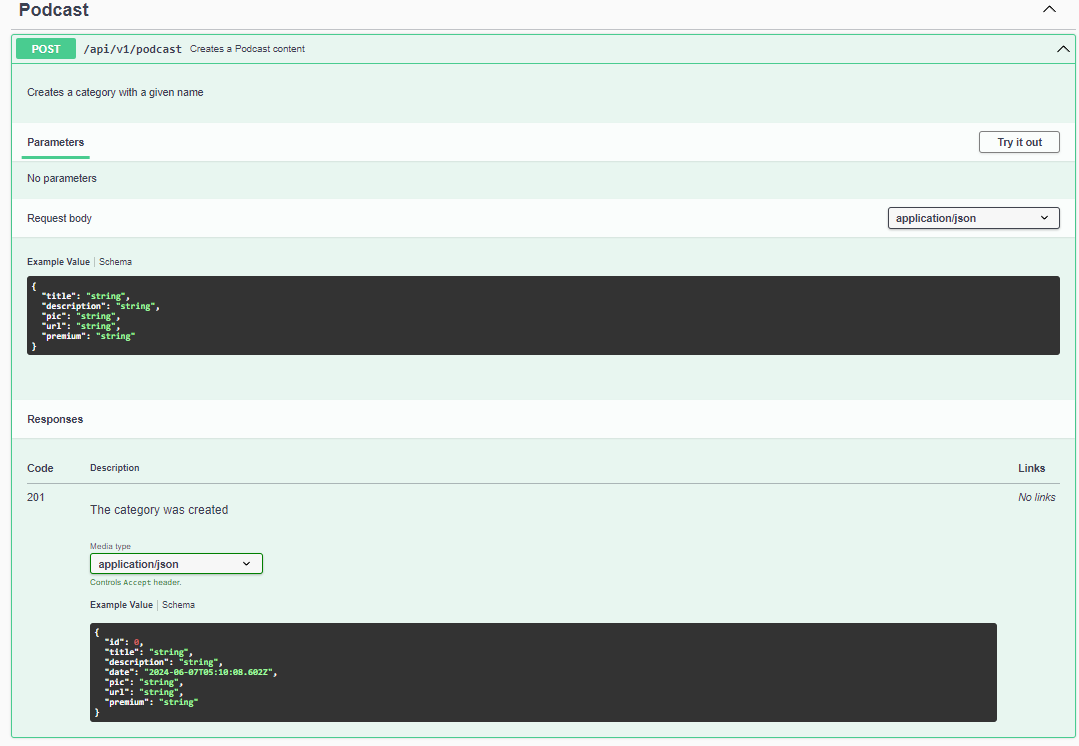 Podcast
POST /api/v1/podcast Creates a Podcast content
Creates a category with a given name
Parameters Try it out
No parameters
Request body application/json
Example Value | Schema
{
  "title": "string",
  "description": "string",
  "pic": "string",
  "url": "string",
  "premium": "string"
}
Responses
Code Description Links
201 The category was created No links
Media type
application/json
Controls Accept header.
Example Value | Schema
{
  "id": 0,
  "title": "string",
  "description": "string",
  "date": "2024-06-07T05:10:08.602Z",
  "pic": "string",
  "url": "string",
  "premium": "string"
}